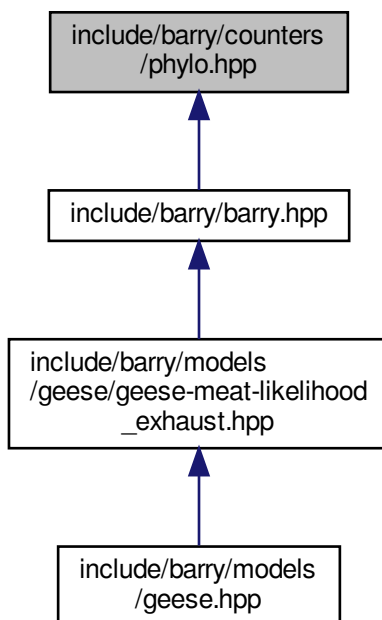 include/barry/counters
/phylo.hpp
include/barry/barry.hpp
include/barry/models
/geese/geese-meat-likelihood
_exhaust.hpp
include/barry/models
/geese.hpp